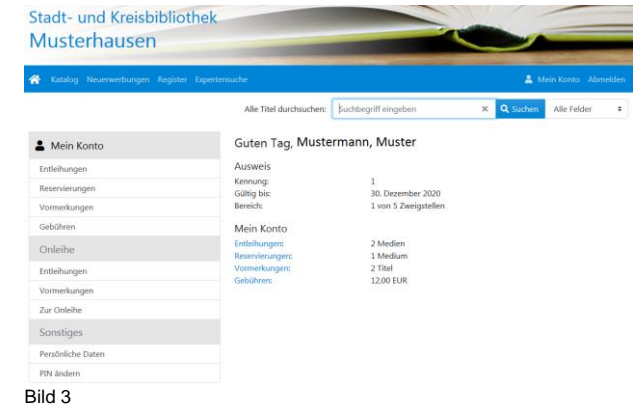 Stadt- und Kreisbibliothek
Musterhausen
Katalog Neuerwerbungen Register Expertensuche Mein Konto Abmelden
Alle Titel durchsuchen: Suchbegriff eingeben × Suchen Alle Felder
Mein Konto
Entleihungen
Reservierungen
Vormerkungen
Gebühren
Onleihe
Entleihungen
Vormerkungen
Zur Onleihe
Sonstiges
Persönliche Daten
PIN ändern
Guten Tag, Mustermann, Muster
Ausweis
Kennung: 1
Gültig bis: 30. Dezember 2020
Bereich: 1 von 5 Zweigstellen
Mein Konto
Entleihungen: 2 Medien
Reservierungen: 1 Medium
Vormerkungen: 2 Titel
Gebühren: 12,00 EUR
Bild 3